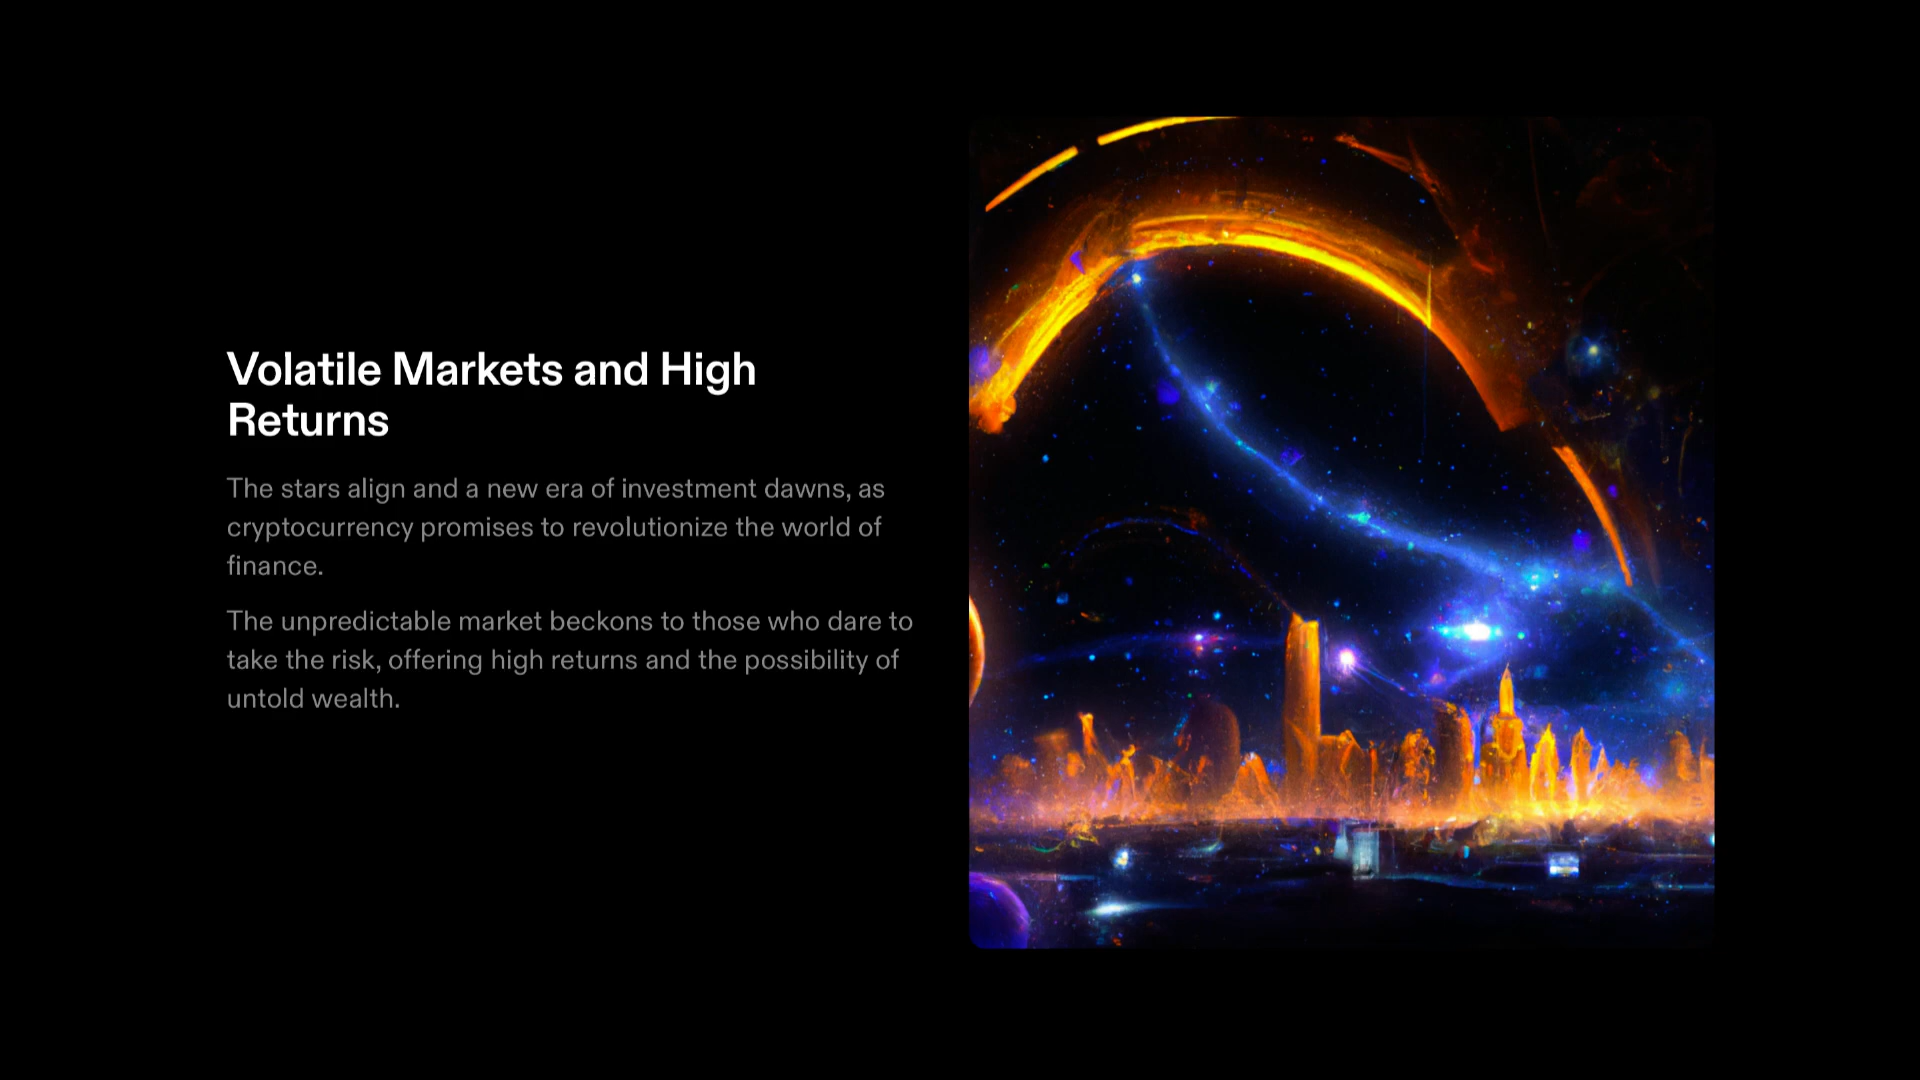 Volatile Markets and High
Returns
The stars align and a new era of investment dawns, as
cryptocurrency promises to revolutionize the world of
finance.
The unpredictable market beckons to those who dare to
take the risk, offering high returns and the possibility of
untold wealth.